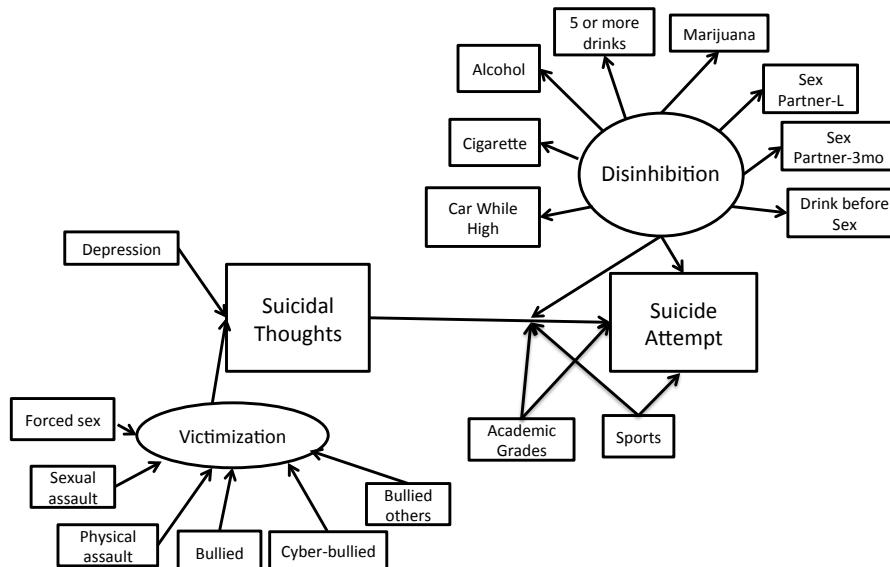 5 or more
drinks
Marijuana
Alcohol
Sex
Partner-L
Cigarette
Disinhibition
Sex
Partner-3mo
Car While
High
Drink before
Sex
Depression
Suicidal
Thoughts
Suicide
Attempt
Forced sex
Victimization
Academic
Grades
Sports
Sexual
assault
Bullied
others
Physical
assault
Bullied
Cyber-bullied